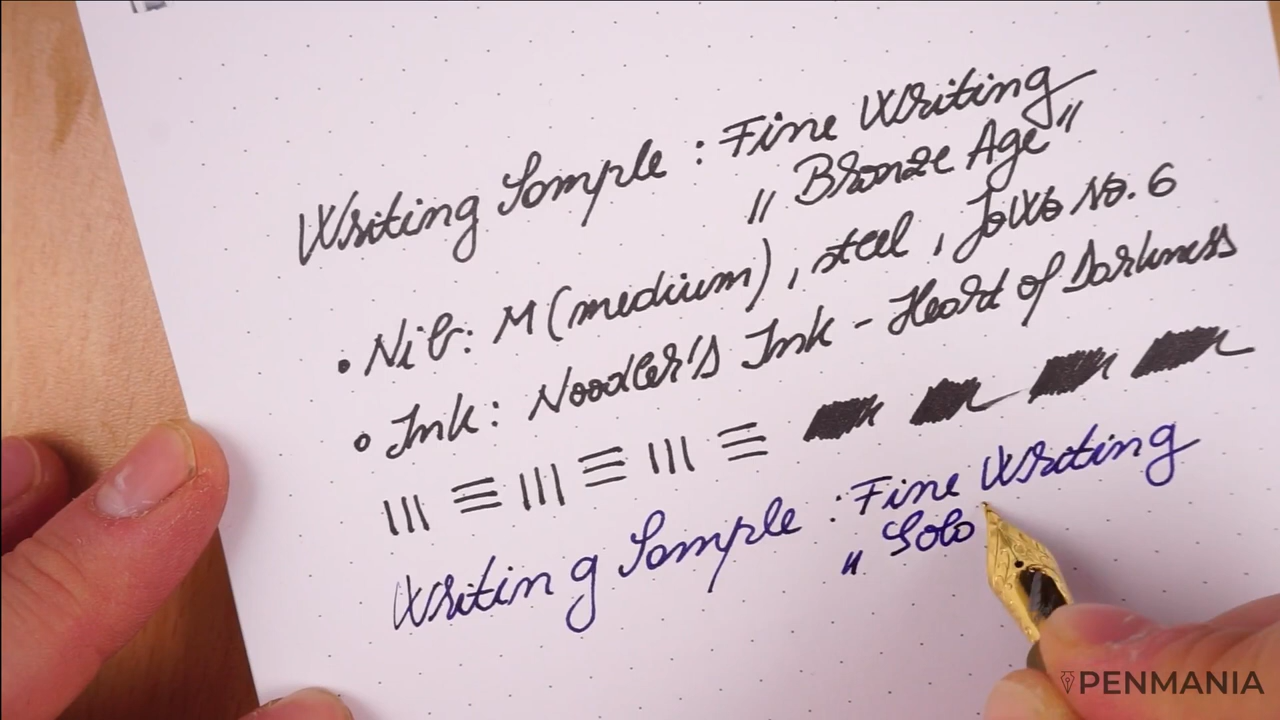 Writing Sample : Fine Writing
" Bronze Age "
• Nib: M (medium), steel, JoWo No. 6
• Ink: Noodler's Ink - Heart of Darkness
Writing Sample : Fine Writing
" Solo
PENMANIA